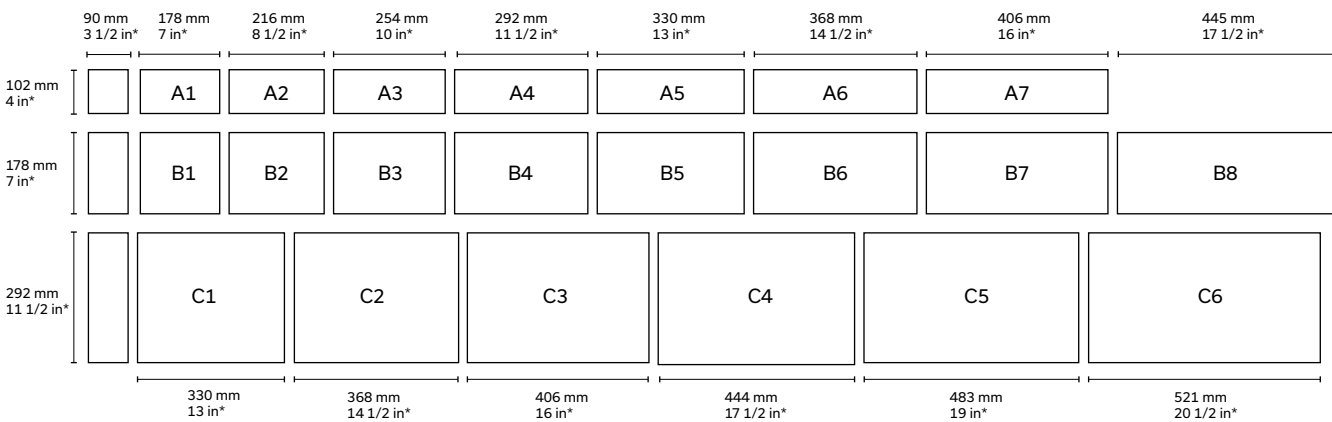 90 mm
3 1/2 in*
178 mm
7 in*
216 mm
8 1/2 in*
254 mm
10 in*
292 mm
11 1/2 in*
330 mm
13 in*
368 mm
14 1/2 in*
406 mm
16 in*
445 mm
17 1/2 in*
102 mm
4 in*
A1
A2
A3
A4
A5
A6
A7
178 mm
7 in*
B1
B2
B3
B4
B5
B6
B7
B8
292 mm
11 1/2 in*
C1
C2
C3
C4
C5
C6
330 mm
13 in*
368 mm
14 1/2 in*
406 mm
16 in*
444 mm
17 1/2 in*
483 mm
19 in*
521 mm
20 1/2 in*